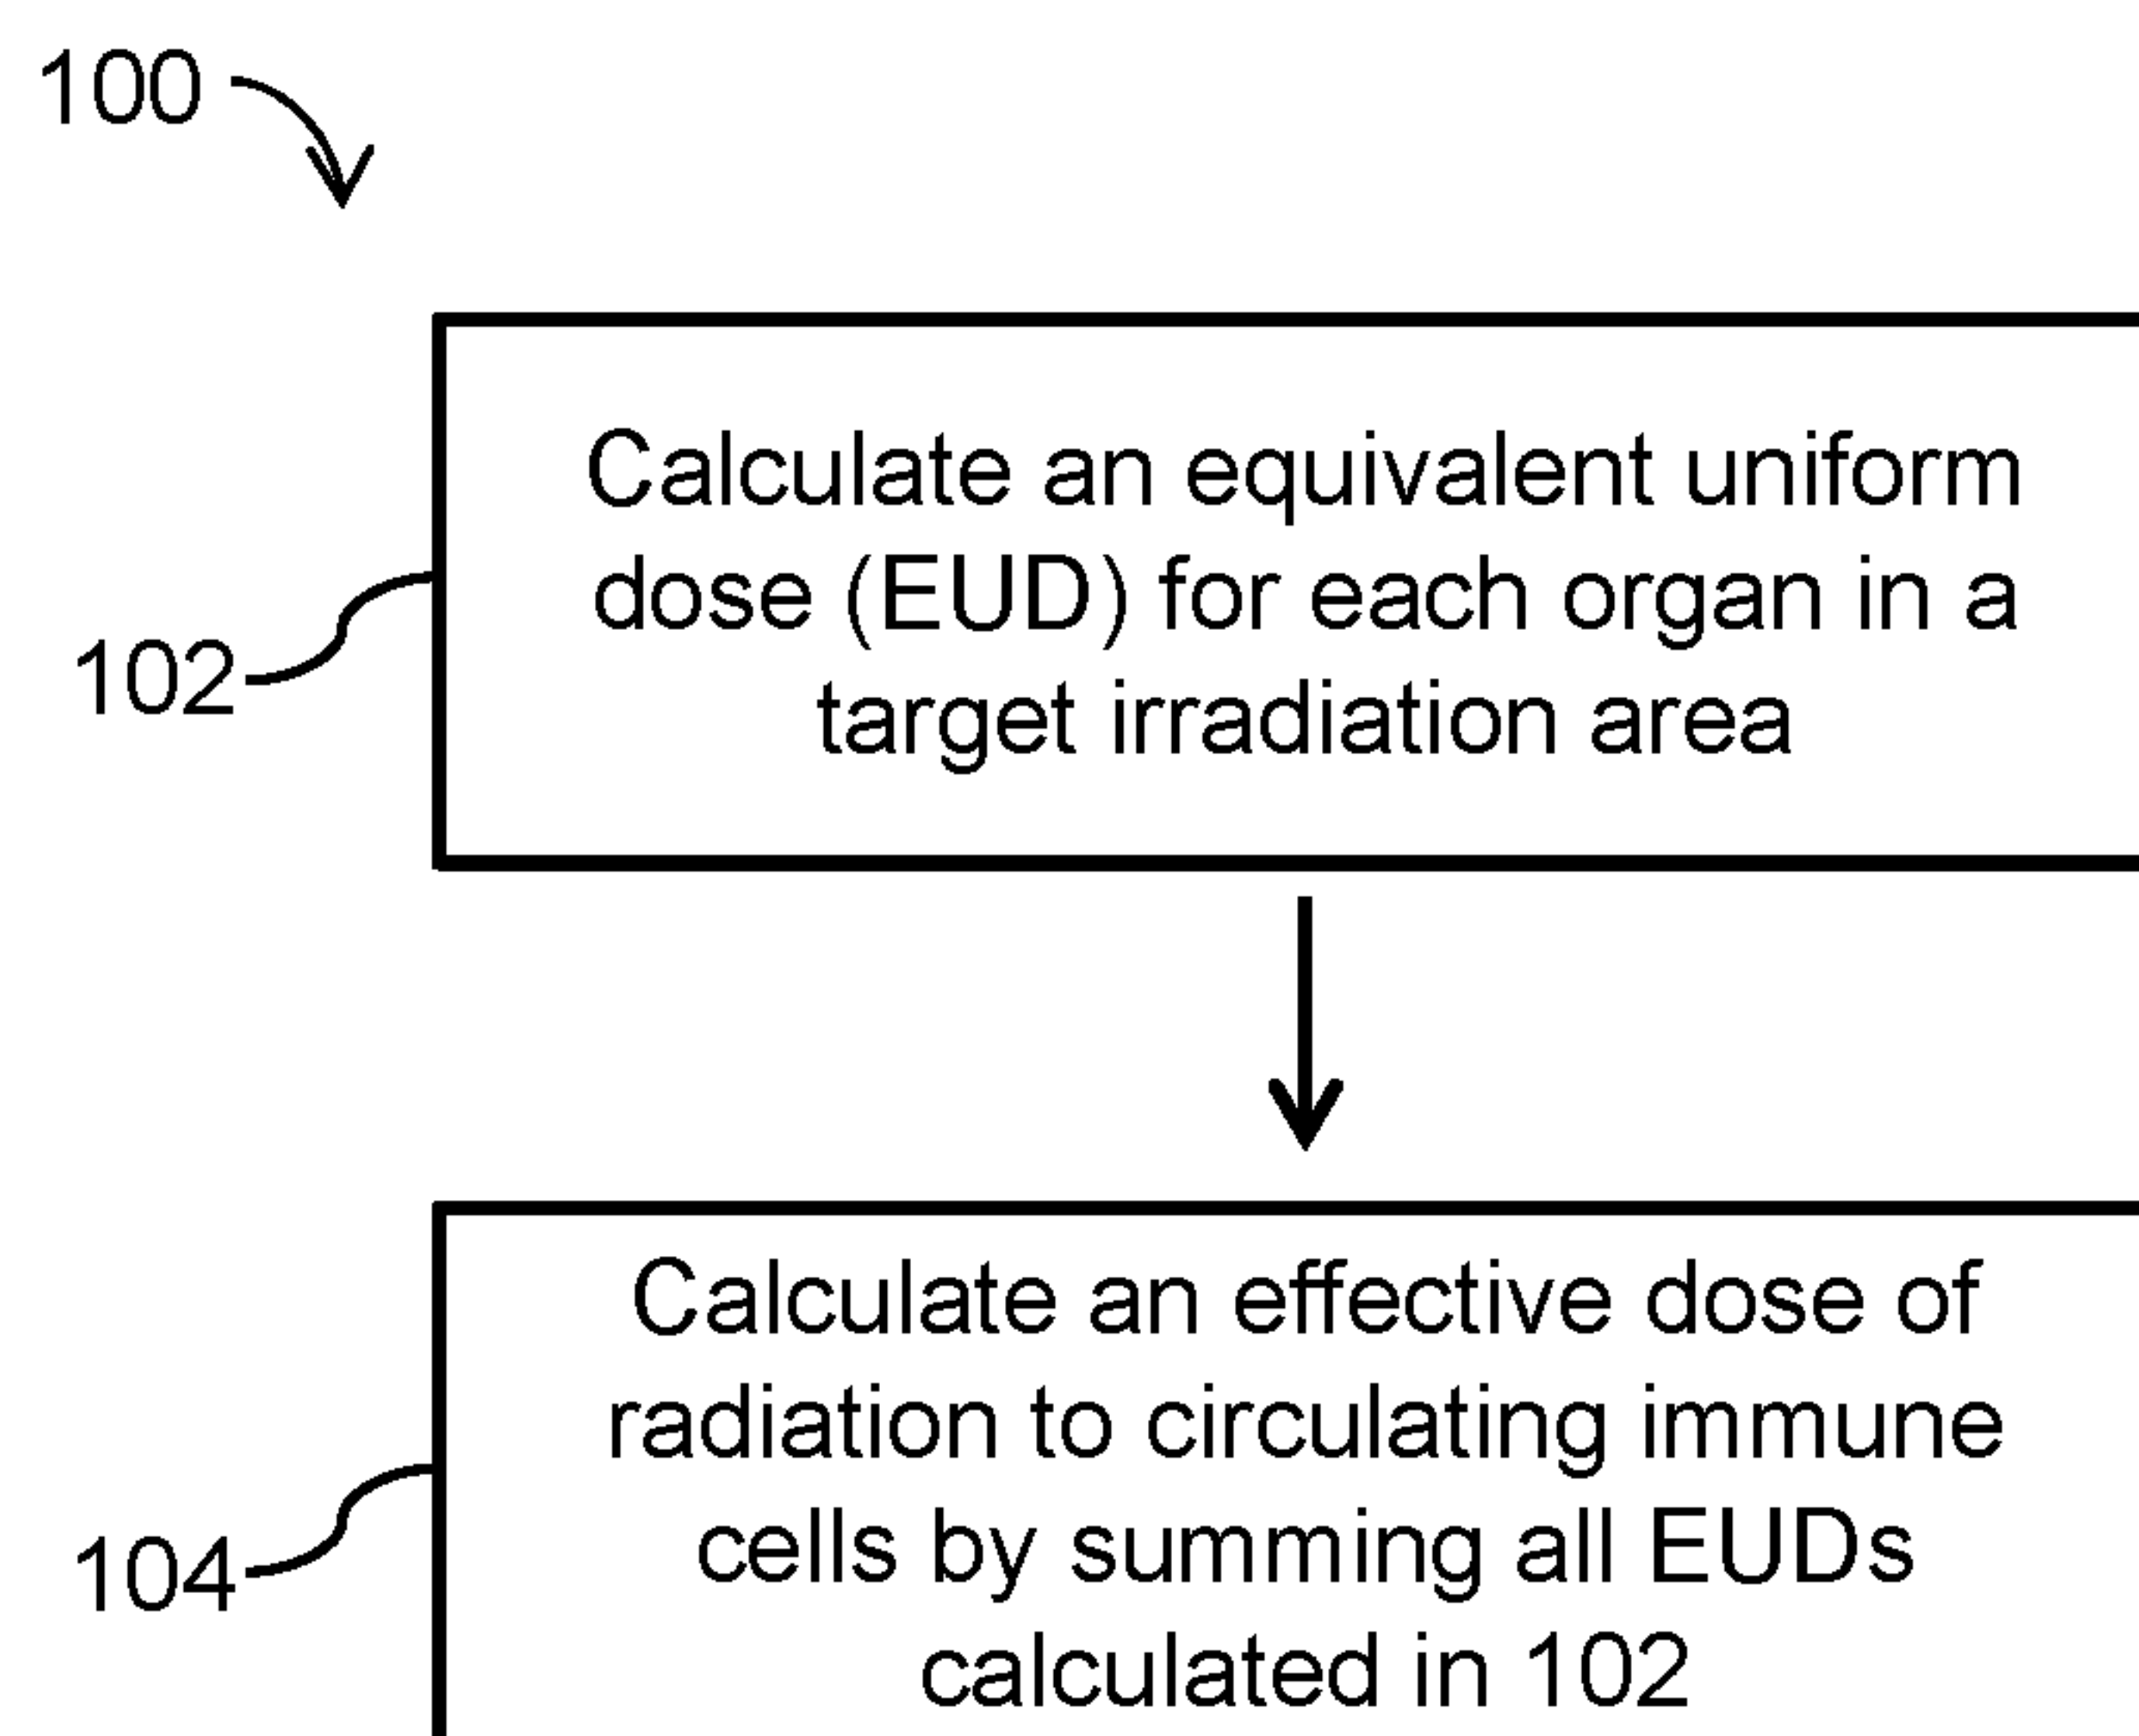 100
Calculate an equivalent uniform
dose (EUD) for each organ in a
target irradiation area
102
Calculate an effective dose of
radiation to circulating immune
cells by summing all EUDs
calculated in 102
104